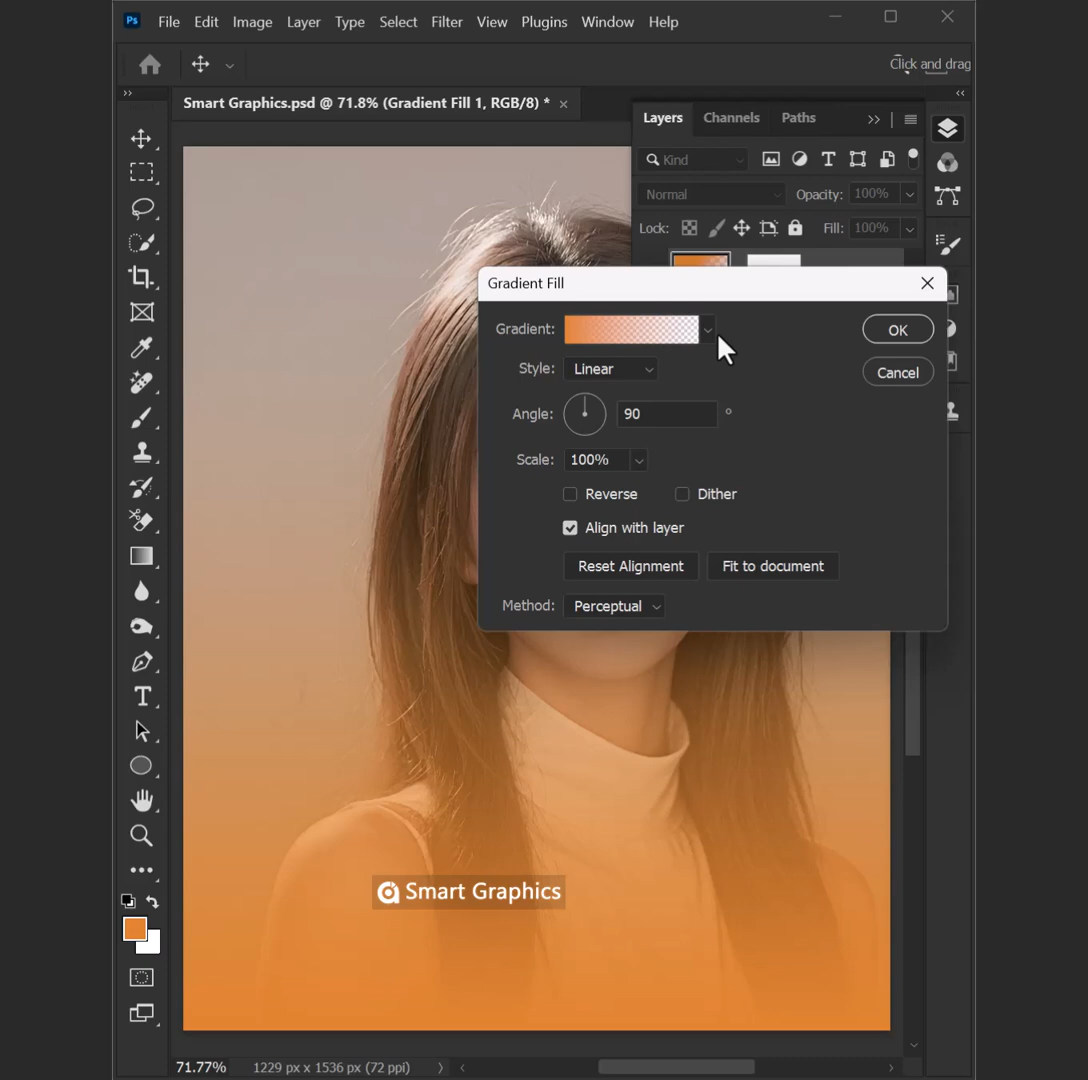 Ps File Edit Image Layer Type Select Filter View Plugins Window Help
Click and drag
Smart Graphics.psd @ 71.8% (Gradient Fill 1, RGB/8) *
Layers Channels Paths
Kind
Normal Opacity: 100%
Lock: Fill: 100%
Gradient Fill
Gradient: OK
Style: Linear Cancel
Angle: 90 °
Scale: 100%
Reverse Dither
Align with layer
Reset Alignment Fit to document
Method: Perceptual
Smart Graphics
71.77% 1229 px x 1536 px (72 ppi)